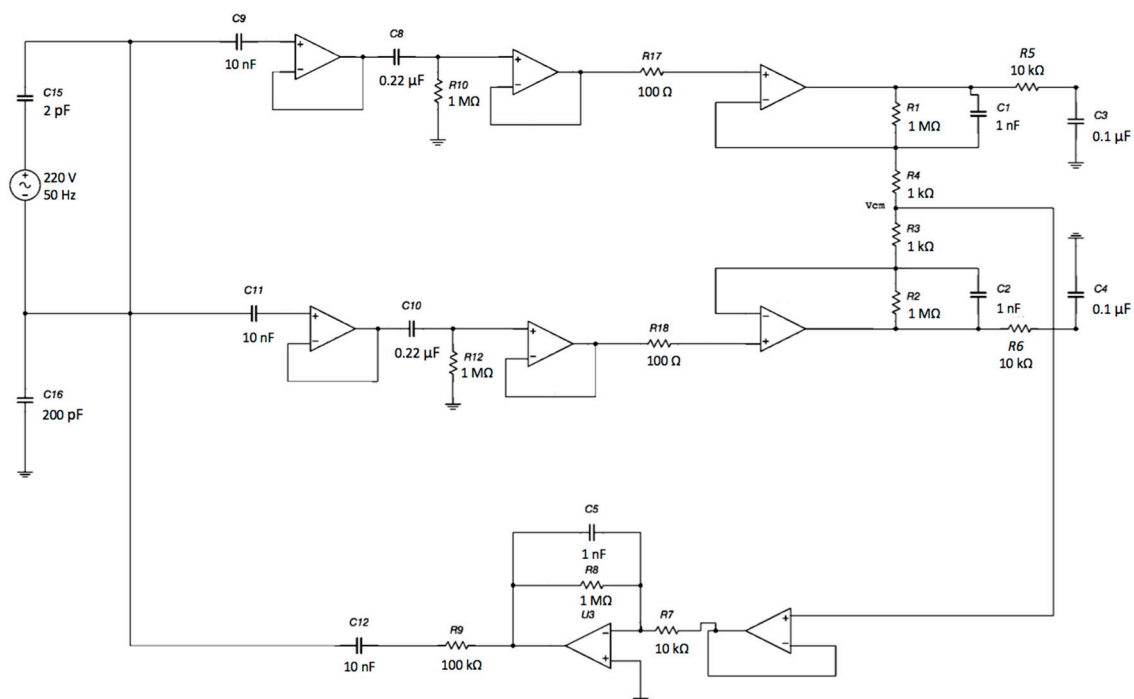 C9
10 nF
C8
0.22 µF
R10
1 MΩ
R17
100 Ω
R5
10 kΩ
R1
1 MΩ
C1
1 nF
C3
0.1 µF
C15
2 pF
220 V
50 Hz
R4
1 kΩ
Vcm
R3
1 kΩ
C11
10 nF
C10
0.22 µF
R12
1 MΩ
R18
100 Ω
R2
1 MΩ
C2
1 nF
C4
0.1 µF
R6
10 kΩ
C16
200 pF
C5
1 nF
R8
1 MΩ
U3
R7
10 kΩ
C12
10 nF
R9
100 kΩ